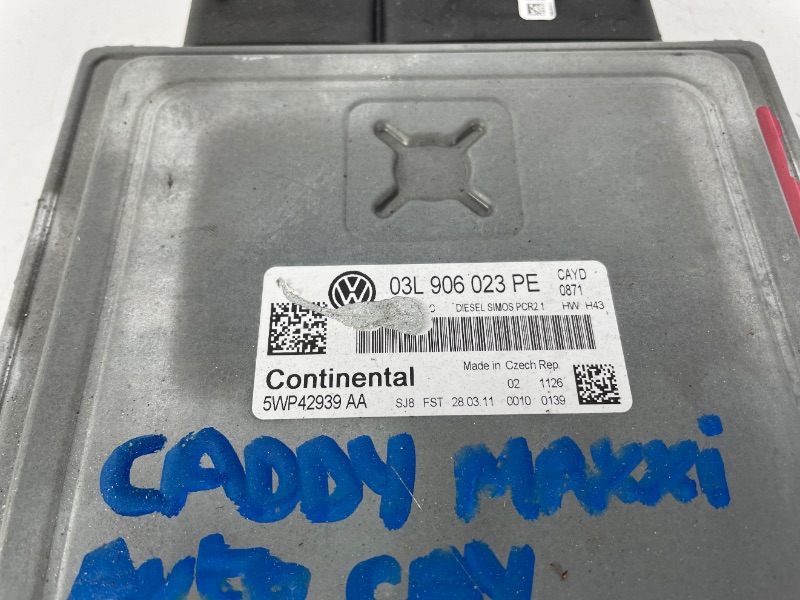 03L 906 023 PE CAYD
0871
DIESEL SIMOS PCR2.1 HW H43
Continental
Made in Czech Rep.
02 1126
5WP42939 AA SJ8 FST 28.03.11 0010 0139
CADDY MAXXi